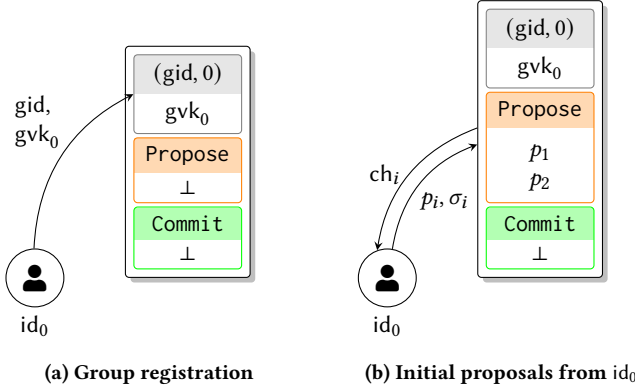 (gid, 0)
gvk₀
Propose
⊥
Commit
⊥
gid,
gvk₀
id₀
(a) Group registration
(gid, 0)
gvk₀
Propose
p₁
p₂
Commit
⊥
chᵢ
pᵢ, σᵢ
id₀
(b) Initial proposals from id₀